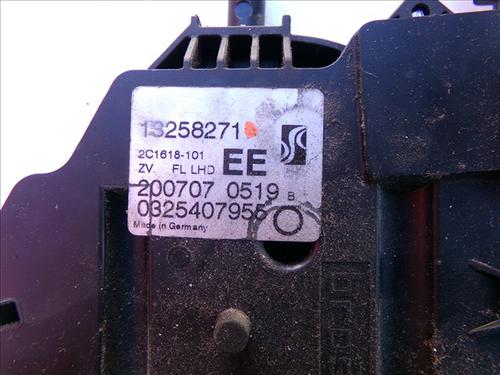 13258271
2C1618-101
ZV. FL LHD EE
200707 0519 B
0325407955
Made in Germany